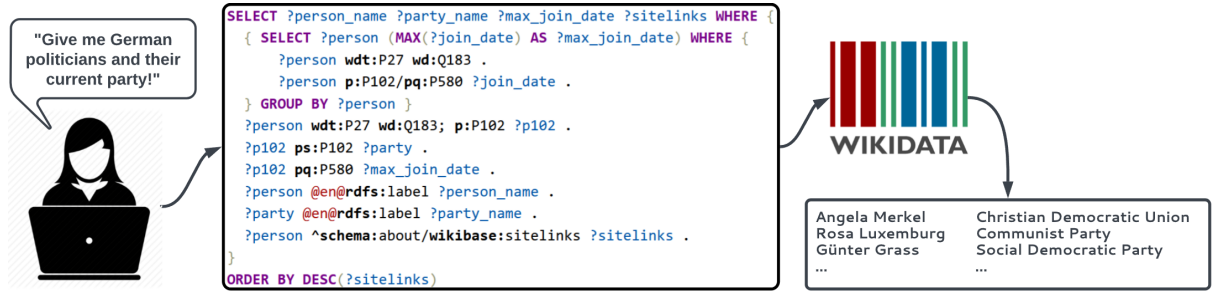 "Give me German
politicians and their
current party!"
SELECT ?person_name ?party_name ?max_join_date ?sitelinks WHERE {
{ SELECT ?person (MAX(?join_date) AS ?max_join_date) WHERE {
?person wdt:P27 wd:Q183 .
?person p:P102/pq:P580 ?join_date .
} GROUP BY ?person }
?person wdt:P27 wd:Q183; p:P102 ?p102 .
?p102 ps:P102 ?party .
?p102 pq:P580 ?max_join_date .
?person @en@rdfs:label ?person_name .
?party @en@rdfs:label ?party_name .
?person ^schema:about/wikibase:sitelinks ?sitelinks .
}
ORDER BY DESC(?sitelinks)
WIKIDATA
Angela Merkel Christian Democratic Union
Rosa Luxemburg Communist Party
Günter Grass Social Democratic Party
... ...